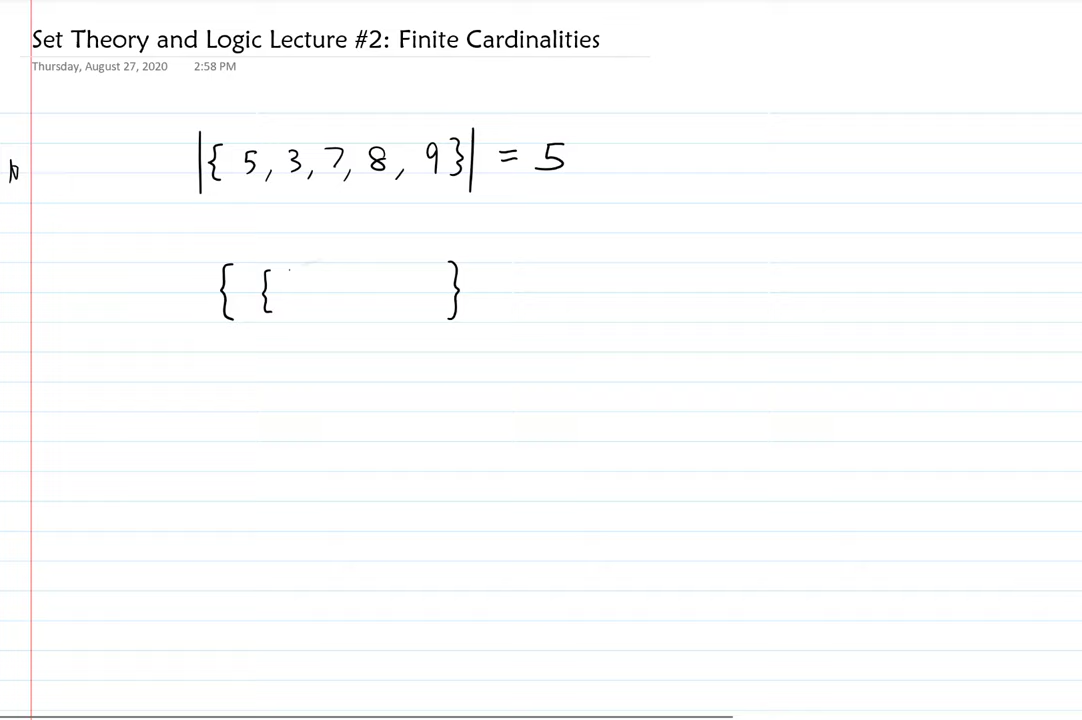 Set Theory and Logic Lecture #2: Finite Cardinalities
Thursday, August 27, 2020 2:58 PM
|{ 5, 3, 7, 8, 9}| = 5
{ { }